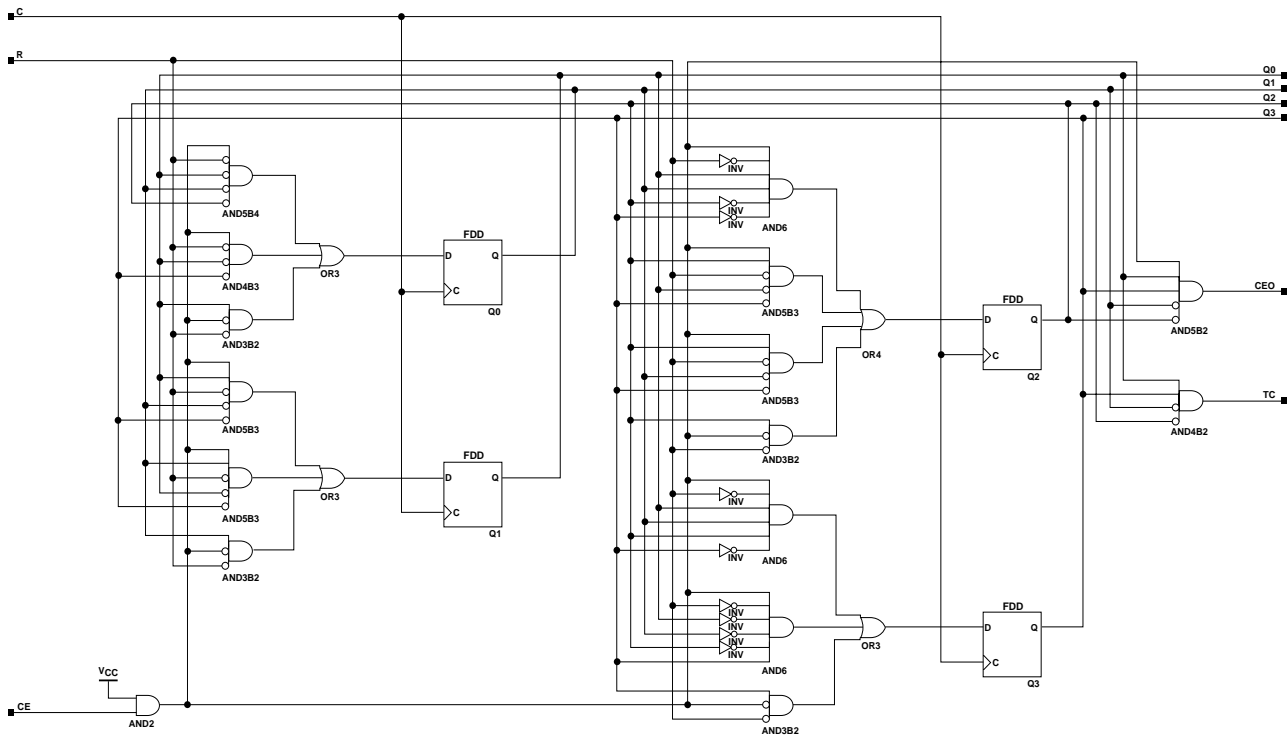 C
R
Q0
Q1
Q2
Q3
AND5B4
AND4B3
OR3
AND3B2
FDD
D
Q
C
Q0
AND5B3
AND5B3
OR3
AND3B2
FDD
D
Q
C
Q1
INV
INV
INV
AND6
AND5B3
AND5B3
OR4
AND3B2
FDD
D
Q
C
Q2
INV
INV
AND6
INV
INV
INV
INV
AND6
OR3
AND3B2
FDD
D
Q
C
Q3
CEO
AND5B2
TC
AND4B2
VCC
CE
AND2